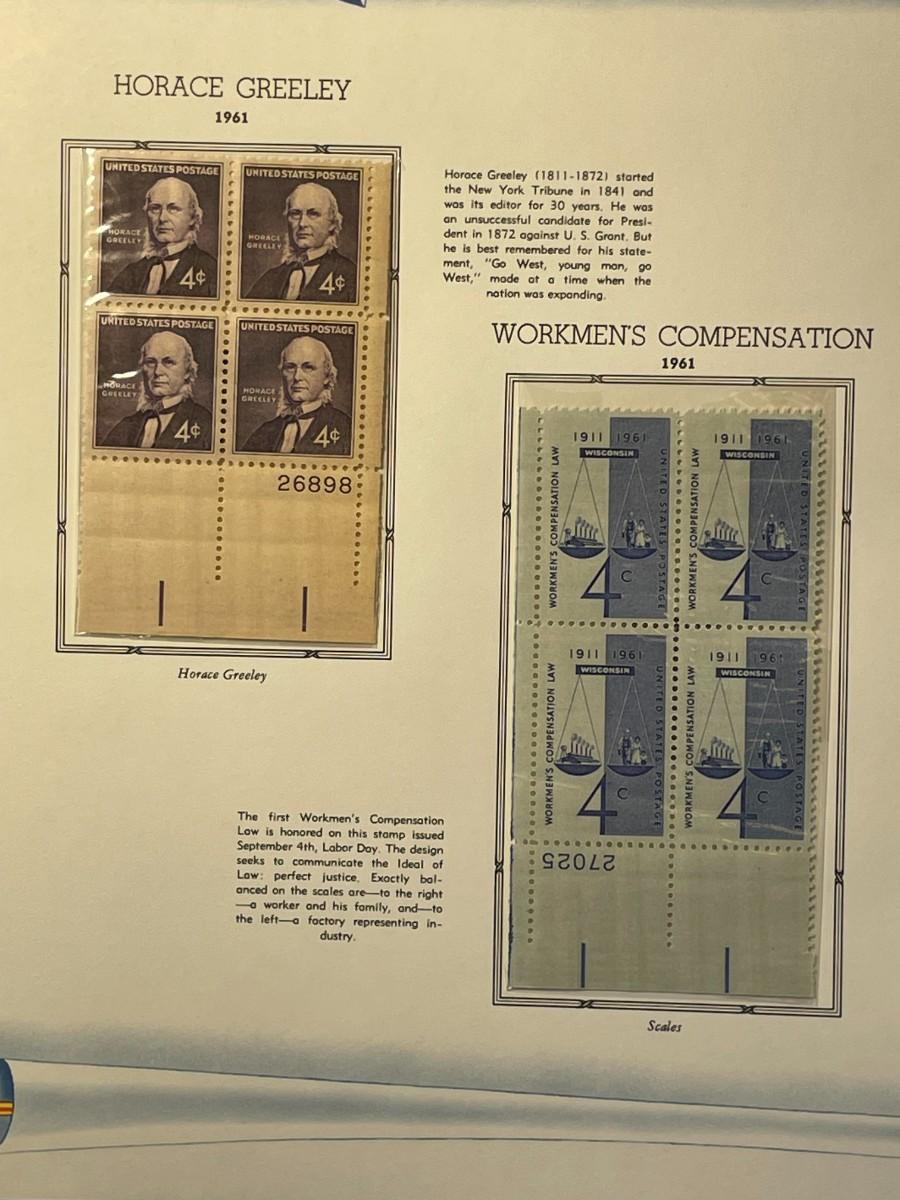 HORACE GREELEY
1961
UNITED STATES POSTAGE
HORACE
GREELEY
4¢
UNITED STATES POSTAGE
HORACE
GREELEY
4¢
UNITED STATES POSTAGE
HORACE
GREELEY
4¢
UNITED STATES POSTAGE
HORACE
GREELEY
4¢
26898
Horace Greeley
Horace Greeley (1811-1872) started
the New York Tribune in 1841 and
was its editor for 30 years. He was
an unsuccessful candidate for Presi-
dent in 1872 against U. S. Grant. But
he is best remembered for his state-
ment, "Go West, young man, go
West," made at a time when the
nation was expanding.
WORKMEN'S COMPENSATION
1961
1911 1961
WISCONSIN
WORKMEN'S COMPENSATION LAW
UNITED STATES POSTAGE
4 C
1911 1961
WISCONSIN
WORKMEN'S COMPENSATION LAW
UNITED STATES POSTAGE
4 C
1911 1961
WISCONSIN
WORKMEN'S COMPENSATION LAW
UNITED STATES POSTAGE
4 C
1911 1961
WISCONSIN
WORKMEN'S COMPENSATION LAW
UNITED STATES POSTAGE
4 C
27025
Scales
The first Workmen's Compensation
Law is honored on this stamp issued
September 4th, Labor Day. The design
seeks to communicate the Ideal of
Law: perfect justice. Exactly bal-
anced on the scales are—to the right
—a worker and his family, and—to
the left—a factory representing in-
dustry.